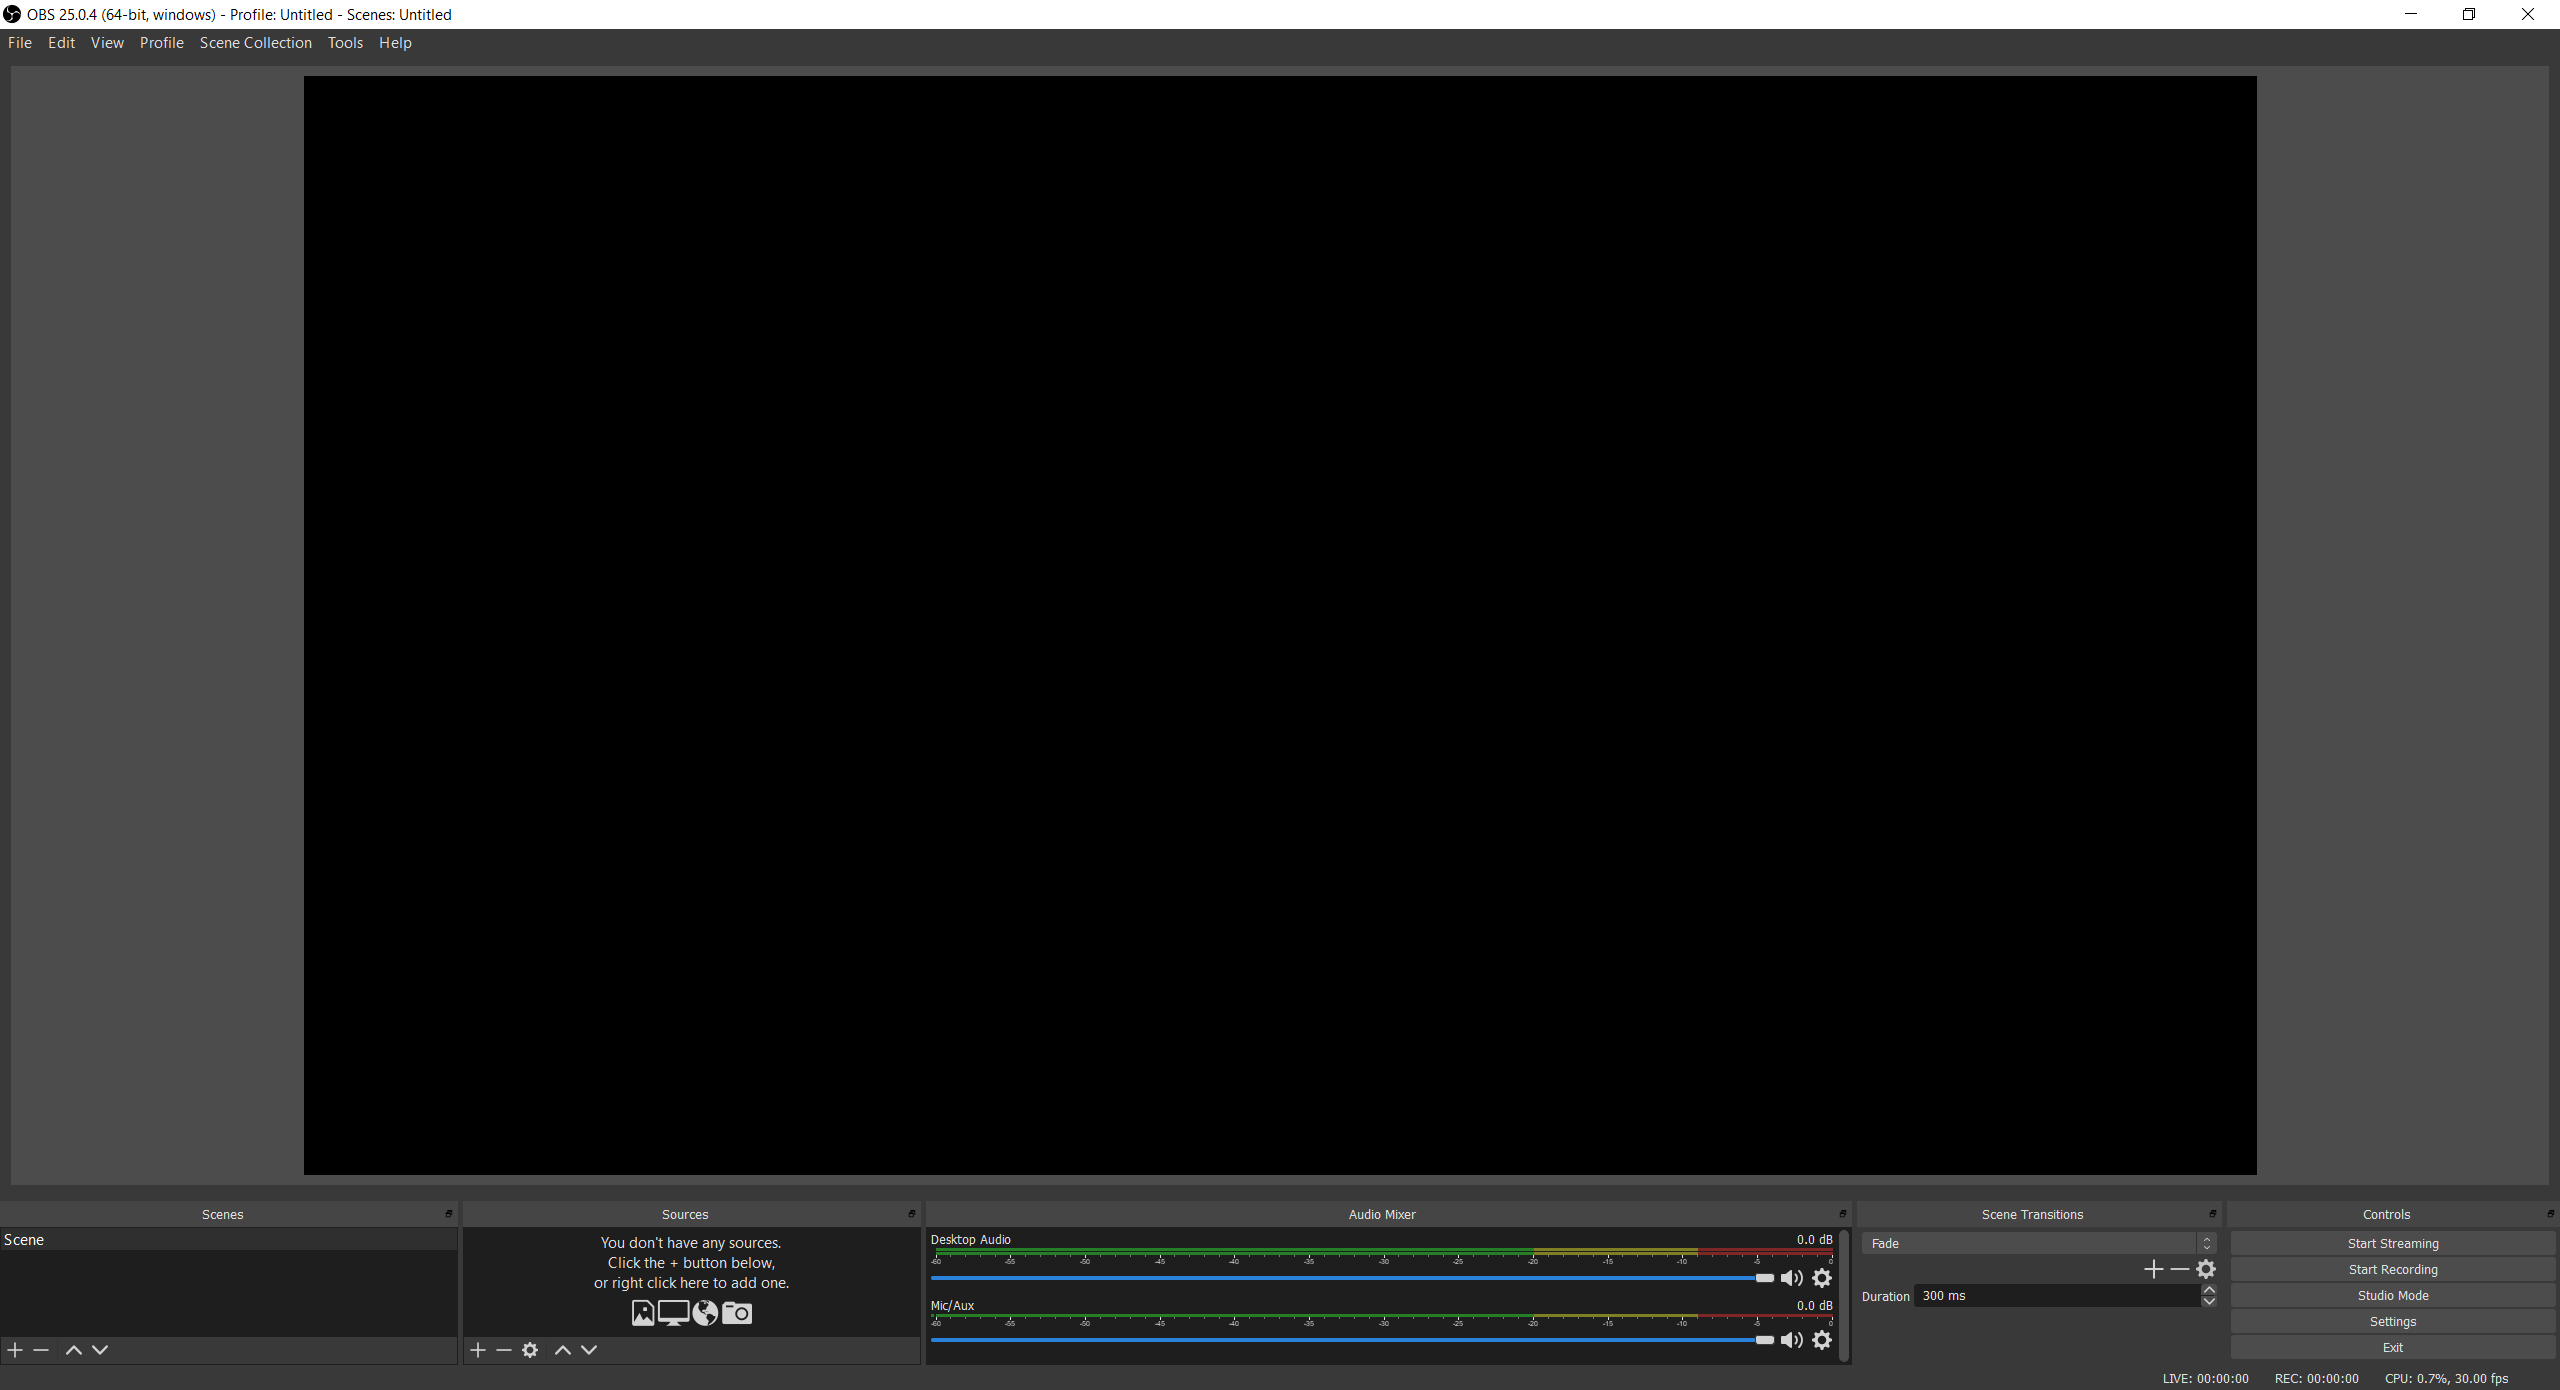 OBS 25.0.4 (64-bit, windows) - Profile: Untitled - Scenes: Untitled
File Edit View Profile Scene Collection Tools Help
Scenes
Scene
Sources
You don't have any sources.
Click the + button below,
or right click here to add one.
Audio Mixer
Desktop Audio 0.0 dB
-60 -55 -50 -45 -40 -35 -30 -25 -20 -15 -10 -5 0
Mic/Aux 0.0 dB
-60 -55 -50 -45 -40 -35 -30 -25 -20 -15 -10 -5 0
Scene Transitions
Fade
Duration 300 ms
Controls
Start Streaming
Start Recording
Studio Mode
Settings
Exit
LIVE: 00:00:00 REC: 00:00:00 CPU: 0.7%, 30.00 fps